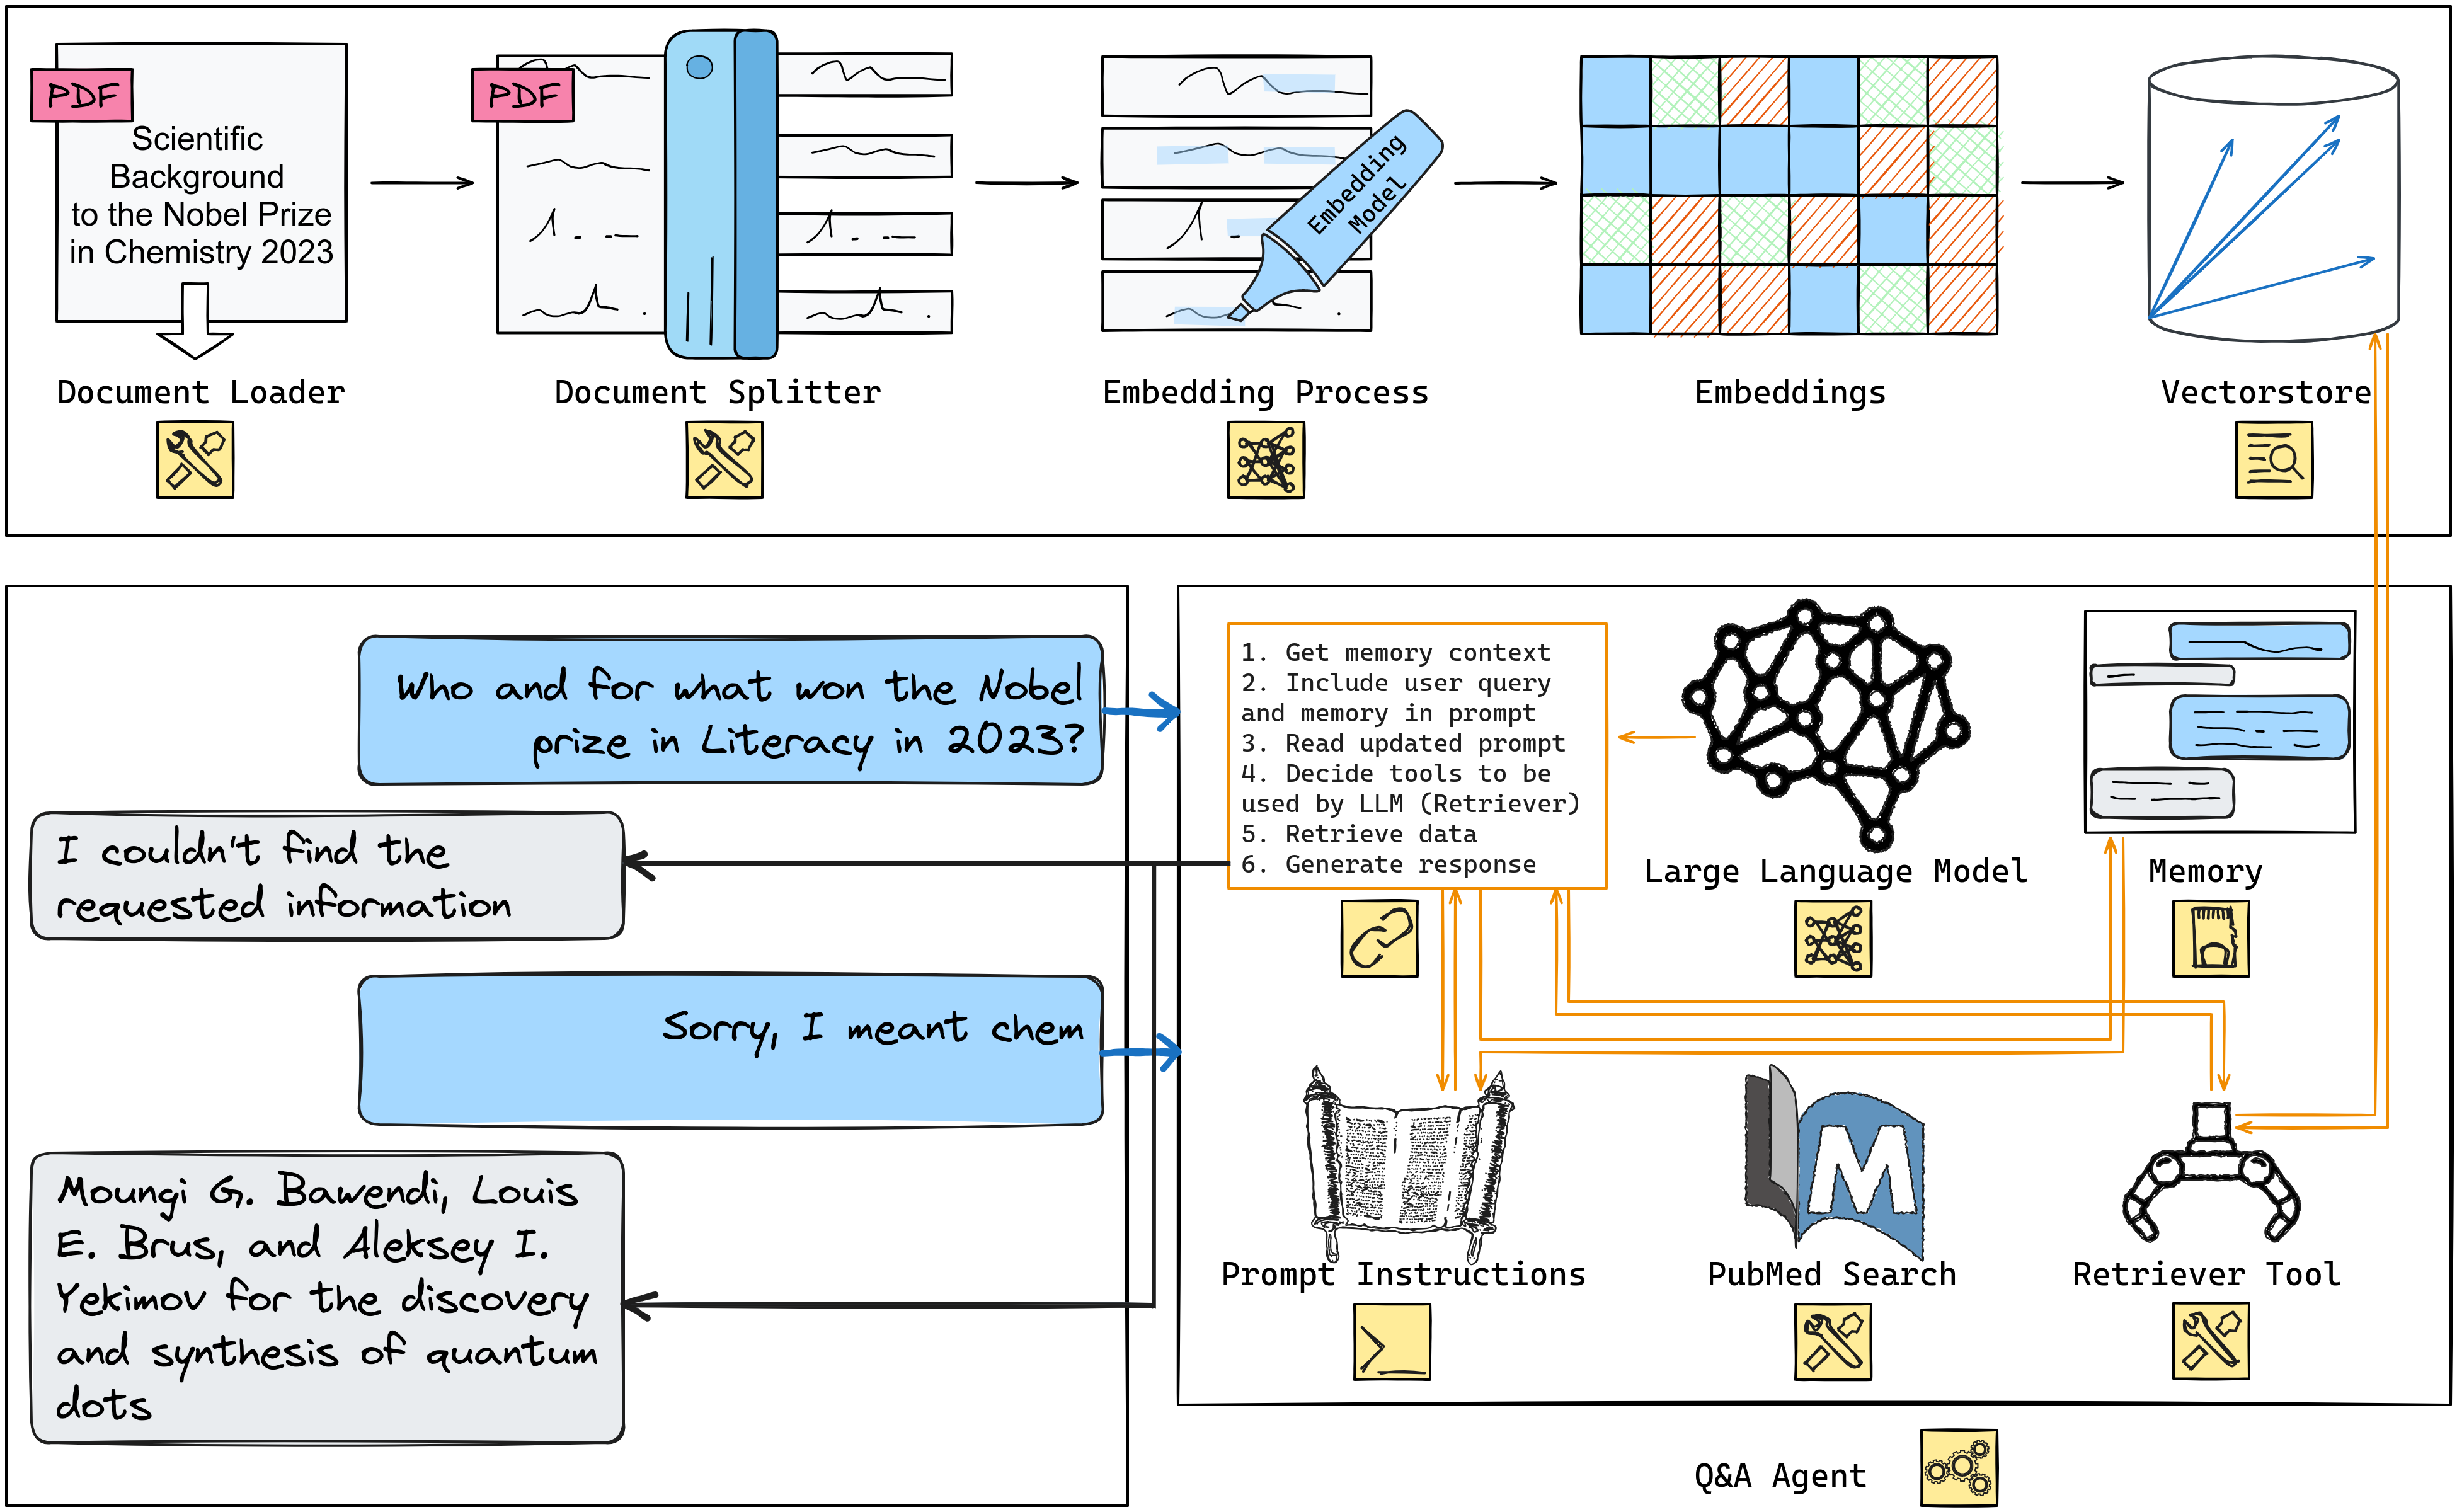 PDF
Scientific
Background
to the Nobel Prize
in Chemistry 2023
Document Loader
PDF
Document Splitter
Embedding
Model
Embedding Process
Embeddings
Vectorstore
Who and for what won the Nobel
prize in Literacy in 2023?
I couldn't find the
requested information
Sorry, I meant chem
Moungi G. Bawendi, Louis
E. Brus, and Aleksey I.
Yekimov for the discovery
and synthesis of quantum
dots
1. Get memory context
2. Include user query
and memory in prompt
3. Read updated prompt
4. Decide tools to be
used by LLM (Retriever)
5. Retrieve data
6. Generate response
Large Language Model
Memory
Prompt Instructions
M
PubMed Search
Retriever Tool
Q&A Agent